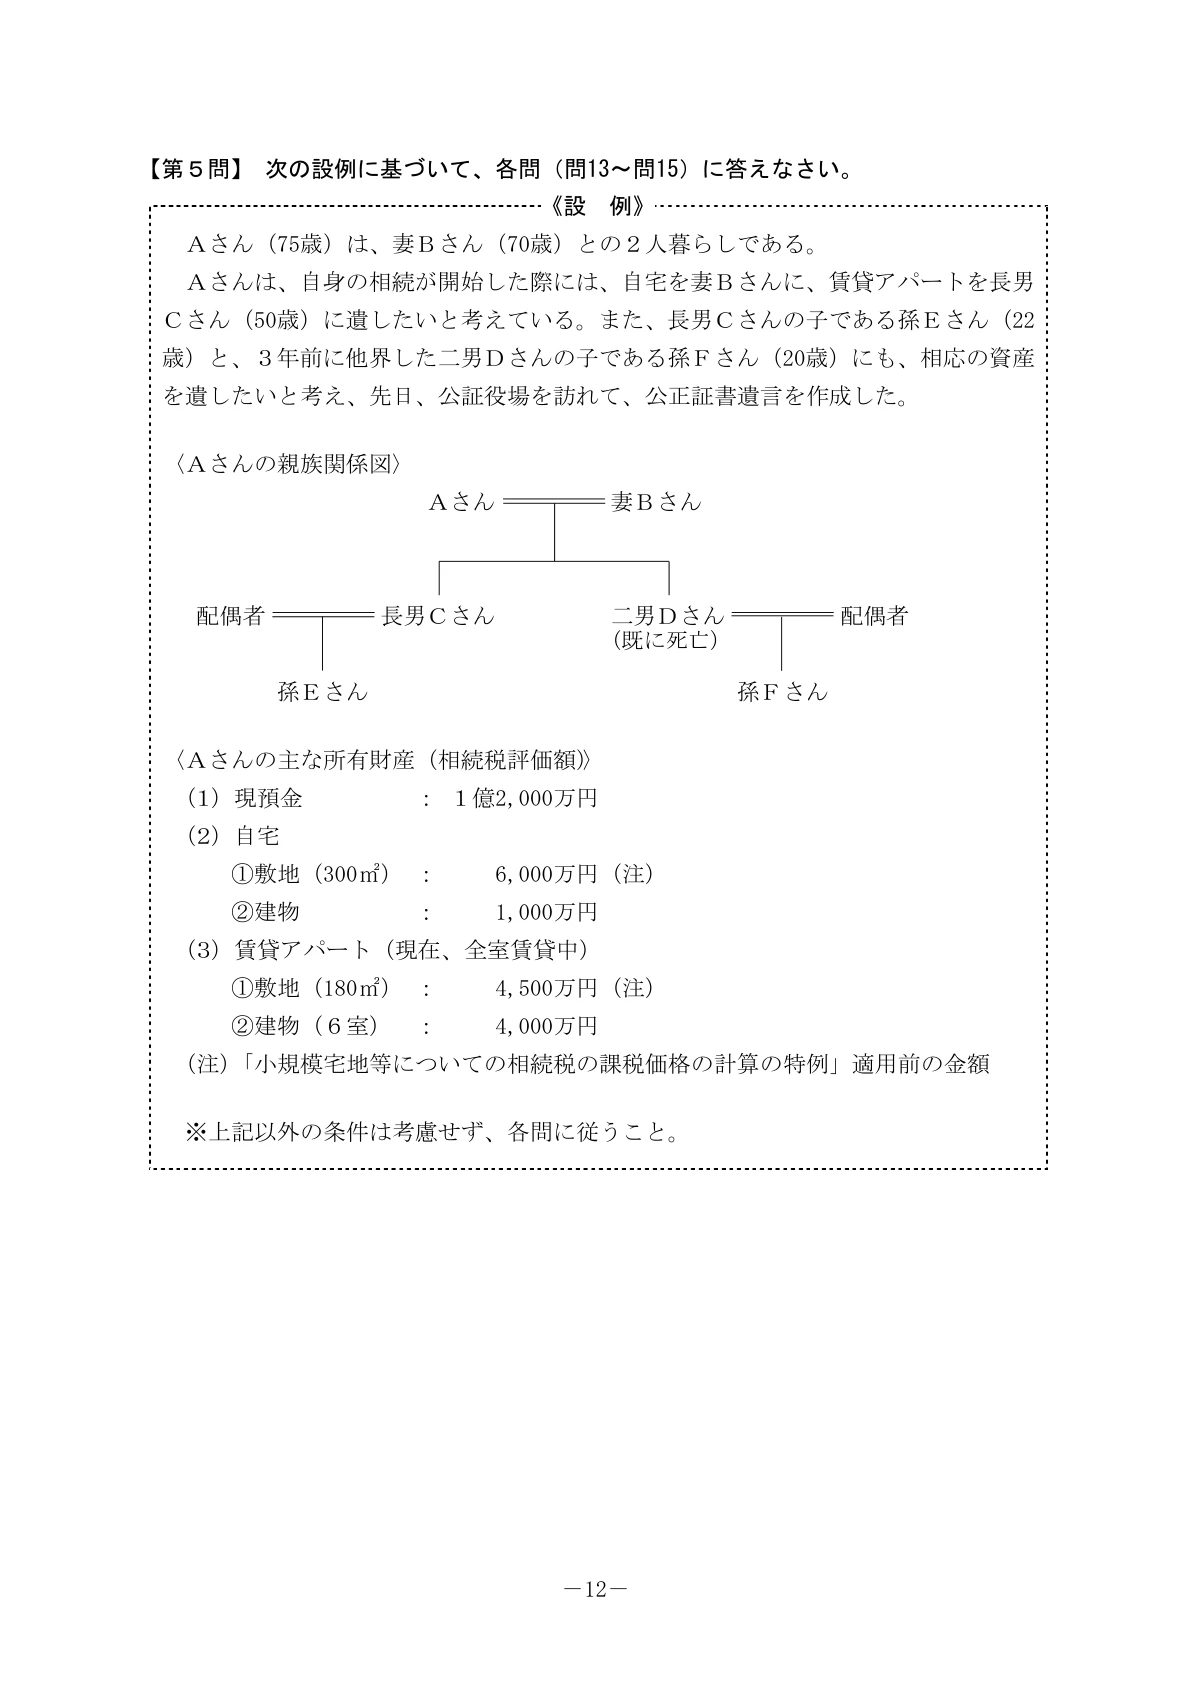 【第５問】 次の設例に基づいて、各問（問13～問15）に答えなさい。
《設　例》
Ａさん（75歳）は、妻Ｂさん（70歳）との２人暮らしである。
Ａさんは、自身の相続が開始した際には、自宅を妻Ｂさんに、賃貸アパートを長男
Ｃさん（50歳）に遺したいと考えている。また、長男Ｃさんの子である孫Ｅさん（22
歳）と、３年前に他界した二男Ｄさんの子である孫Ｆさん（20歳）にも、相応の資産
を遺したいと考え、先日、公証役場を訪れて、公正証書遺言を作成した。
〈Ａさんの親族関係図〉
Ａさん 妻Ｂさん
配偶者 長男Ｃさん 二男Ｄさん 配偶者
（既に死亡）
孫Ｅさん 孫Ｆさん
〈Ａさんの主な所有財産（相続税評価額）〉
（1）現預金 ： １億2,000万円
（2）自宅
①敷地（300㎡） ： 6,000万円（注）
②建物 ： 1,000万円
（3）賃貸アパート（現在、全室賃貸中）
①敷地（180㎡） ： 4,500万円（注）
②建物（６室） ： 4,000万円
（注）「小規模宅地等についての相続税の課税価格の計算の特例」適用前の金額
※上記以外の条件は考慮せず、各問に従うこと。
－12－